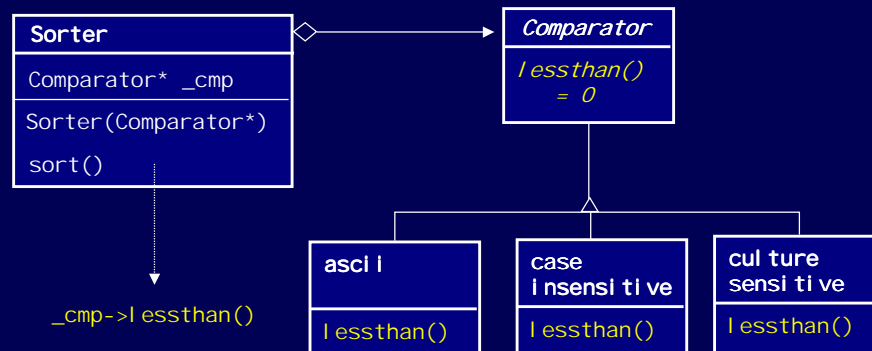 Sorter
Comparator* _cmp
Sorter(Comparator*)
sort()
_cmp->lessthan()
Comparator
lessthan()
= 0
ascii
lessthan()
case
insensitive
lessthan()
culture
sensitive
lessthan()